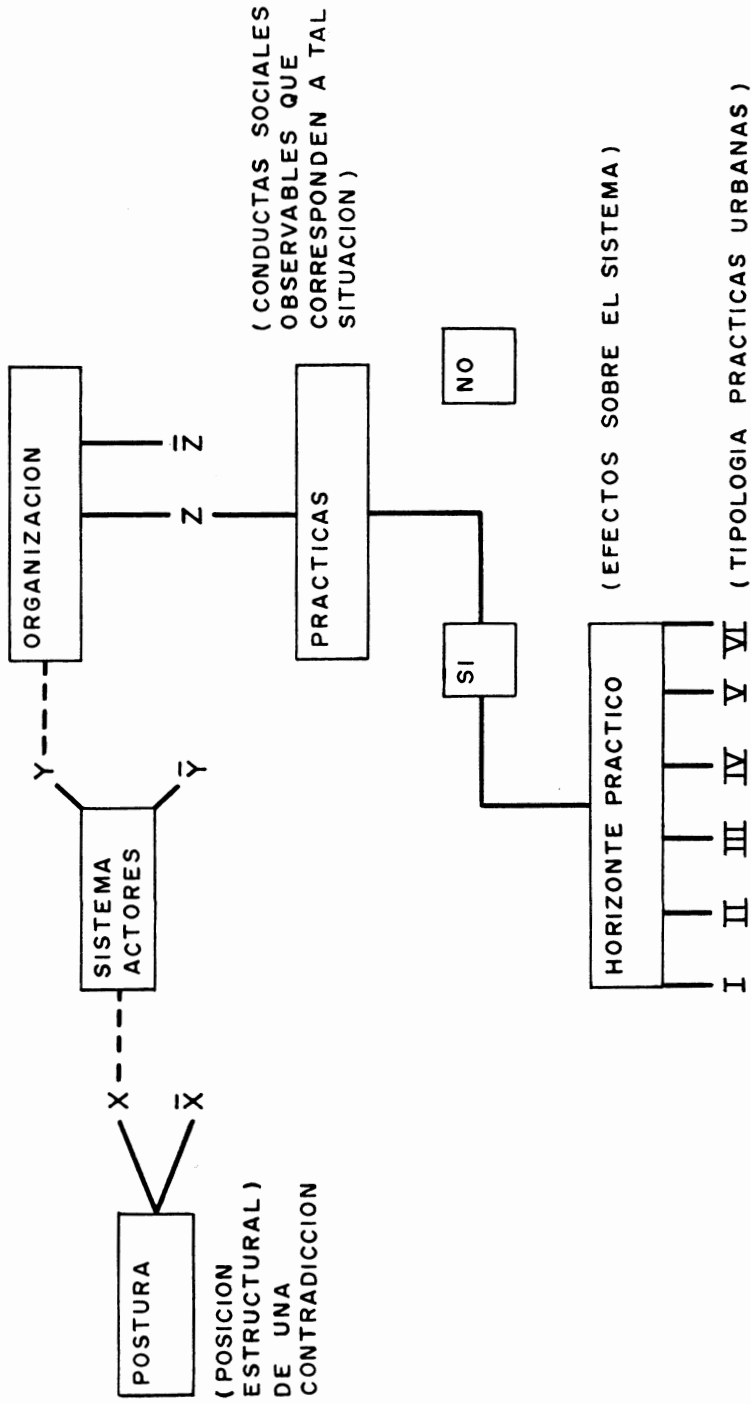 POSTURA
(POSICION
ESTRUCTURAL)
DE UNA
CONTRADICCION
X
X̅
SISTEMA
ACTORES
Y
Y̅
ORGANIZACION
Z
Z̅
PRACTICAS
(CONDUCTAS SOCIALES
OBSERVABLES QUE
CORRESPONDEN A TAL
SITUACION)
SI
NO
HORIZONTE PRACTICO
(EFECTOS SOBRE EL SISTEMA)
I II III IV V VI
(TIPOLOGIA PRACTICAS URBANAS)